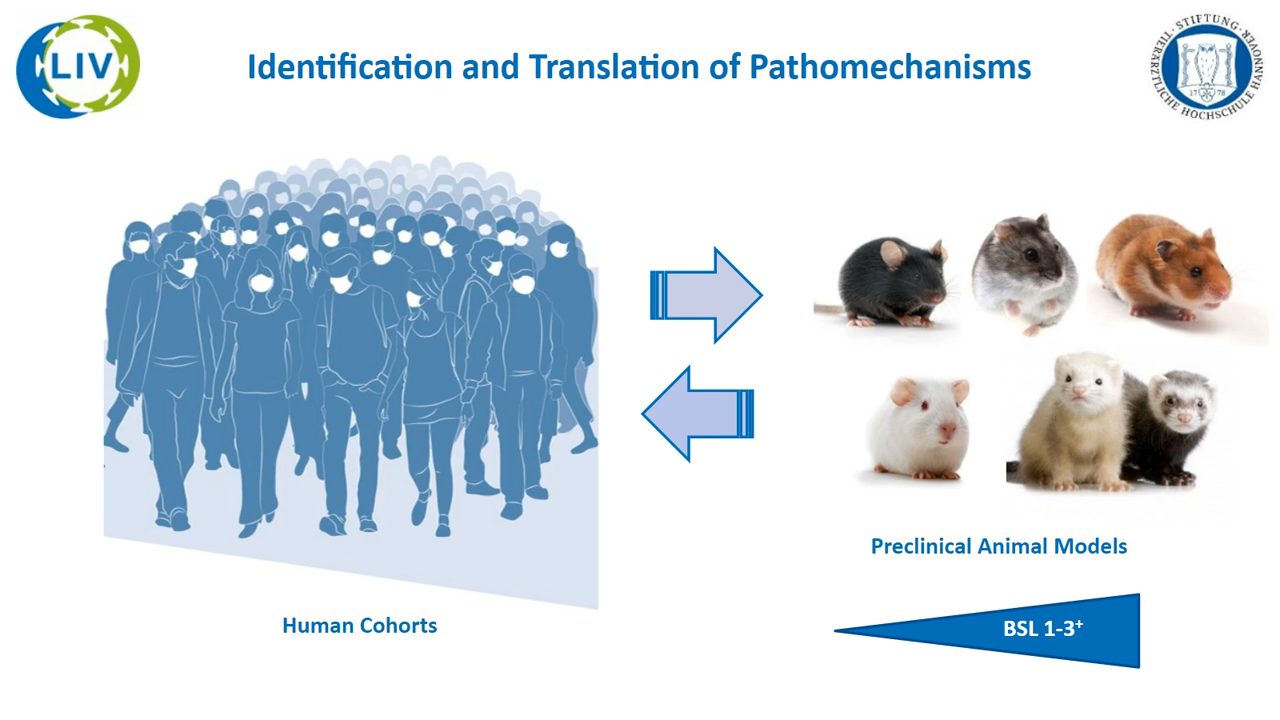 LIV
Identification and Translation of Pathomechanisms
STIFTUNG · TIERÄRZTLICHE HOCHSCHULE HANNOVER ·
17 78
Preclinical Animal Models
Human Cohorts
BSL 1-3⁺